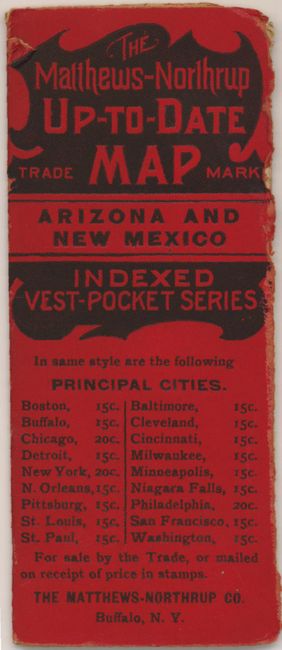 THE
Matthews-Northrup
UP-TO-DATE
TRADE MAP MARK
ARIZONA AND
NEW MEXICO
INDEXED
VEST-POCKET SERIES
In same style are the following
PRINCIPAL CITIES.
Boston, 15c. Baltimore, 15c.
Buffalo, 15c. Cleveland, 15c.
Chicago, 20c. Cincinnati, 15c.
Detroit, 15c. Milwaukee, 15c.
New York, 20c. Minneapolis, 15c.
N. Orleans, 15c. Niagara Falls, 15c.
Pittsburg, 15c. Philadelphia, 20c.
St. Louis, 15c. San Francisco, 15c.
St. Paul, 15c. Washington, 15c.
For sale by the Trade, or mailed
on receipt of price in stamps.
THE MATTHEWS-NORTHRUP CO.
Buffalo, N. Y.